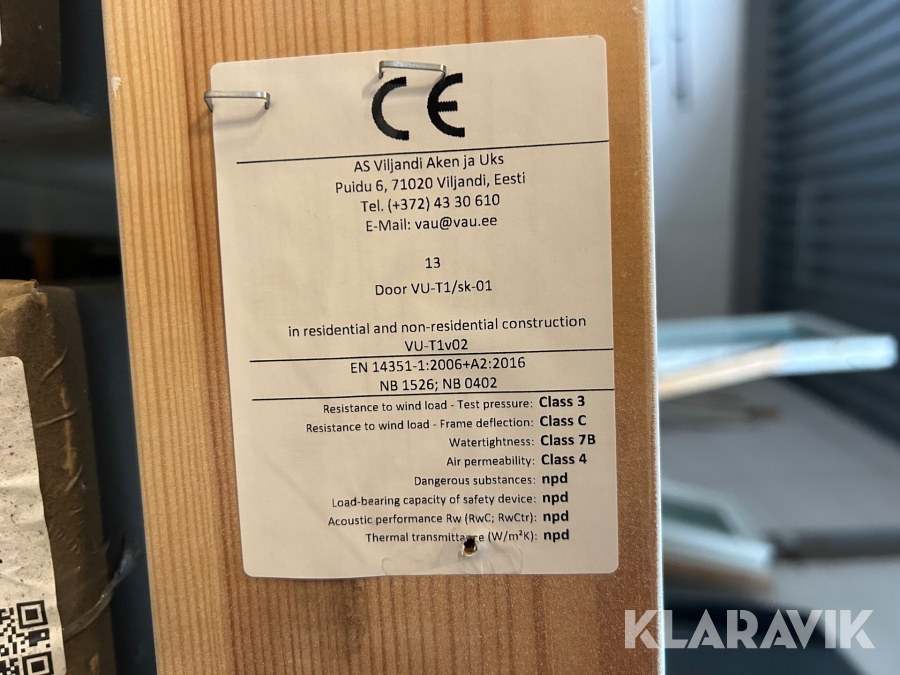 CE
AS Viljandi Aken ja Uks
Puidu 6, 71020 Viljandi, Eesti
Tel. (+372) 43 30 610
E-Mail: vau@vau.ee
13
Door VU-T1/sk-01
in residential and non-residential construction
VU-T1v02
EN 14351-1:2006+A2:2016
NB 1526; NB 0402
Resistance to wind load - Test pressure: Class 3
Resistance to wind load - Frame deflection: Class C
Watertightness: Class 7B
Air permeability: Class 4
Dangerous substances: npd
Load-bearing capacity of safety device: npd
Acoustic performance Rw (RwC; RwCtr): npd
Thermal transmittance (W/m²K): npd
KLARAVIK